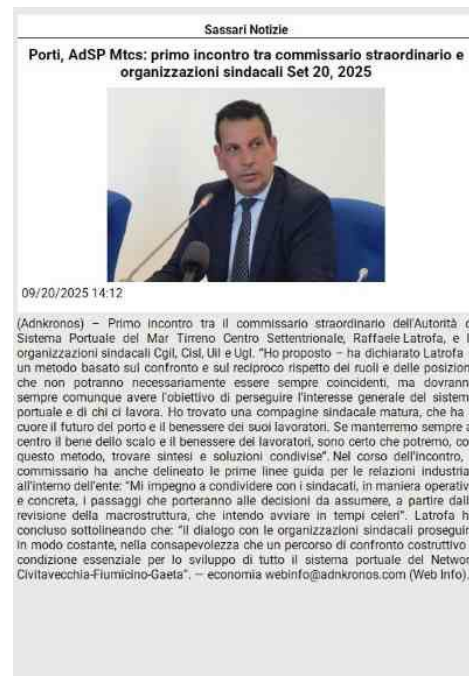 Sassari Notizie
Porti, AdSP Mtcs: primo incontro tra commissario straordinario e
organizzazioni sindacali Set 20, 2025
09/20/2025 14:12
(Adnkronos) – Primo incontro tra il commissario straordinario dell'Autorità d
Sistema Portuale del Mar Tirreno Centro Settentrionale, Raffaele Latrofa, e l
organizzazioni sindacali Cgil, Cisl, Uil e Ugl. "Ho proposto – ha dichiarato Latrofa
un metodo basato sul confronto e sul reciproco rispetto dei ruoli e delle posizion
che non potranno necessariamente essere sempre coincidenti, ma dovrann
sempre comunque avere l'obiettivo di perseguire l'interesse generale del sistem
portuale e di chi ci lavora. Ho trovato una compagine sindacale matura, che ha
cuore il futuro del porto e il benessere dei suoi lavoratori. Se manterremo sempre a
centro il bene dello scalo e il benessere dei lavoratori, sono certo che potremo, co
questo metodo, trovare sintesi e soluzioni condivise". Nel corso dell'incontro,
commissario ha anche delineato le prime linee guida per le relazioni industria
all'interno dell'ente: "Mi impegno a condividere con i sindacati, in maniera operativ
e concreta, i passaggi che porteranno alle decisioni da assumere, a partire dall
revisione della macrostruttura, che intendo avviare in tempi celeri". Latrofa h
concluso sottolineando che: "il dialogo con le organizzazioni sindacali proseguir
in modo costante, nella consapevolezza che un percorso di confronto costruttivo
condizione essenziale per lo sviluppo di tutto il sistema portuale del Networ
Civitavecchia-Fiumicino-Gaeta". — economia webinfo@adnkronos.com (Web Info)